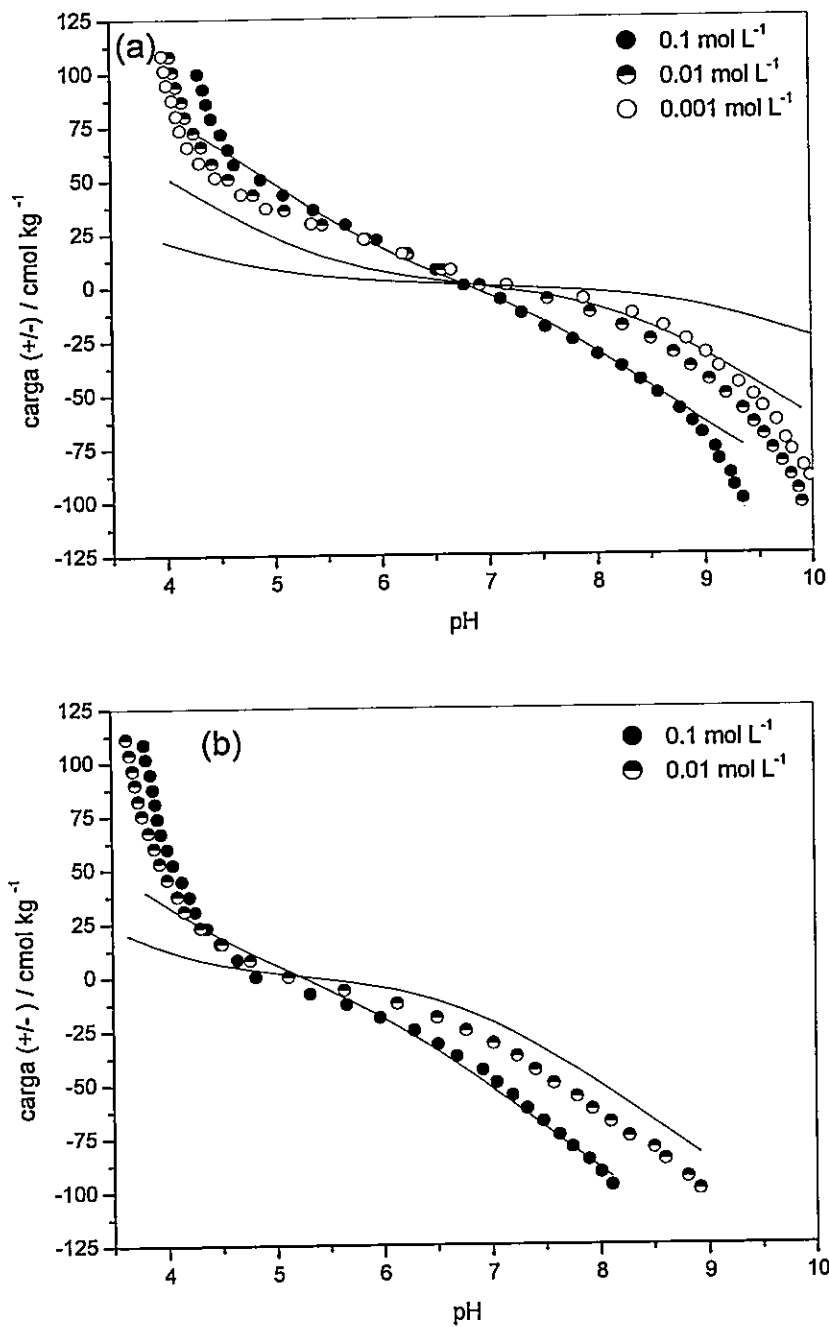 (a)
0.1 mol L⁻¹
0.01 mol L⁻¹
0.001 mol L⁻¹
125
100
75
50
25
0
-25
-50
-75
-100
-125
carga (+/-) / cmol kg⁻¹
4 5 6 7 8 9 10
pH
(b)
0.1 mol L⁻¹
0.01 mol L⁻¹
125
100
75
50
25
0
-25
-50
-75
-100
-125
carga (+/- ) / cmol kg⁻¹
4 5 6 7 8 9 10
pH